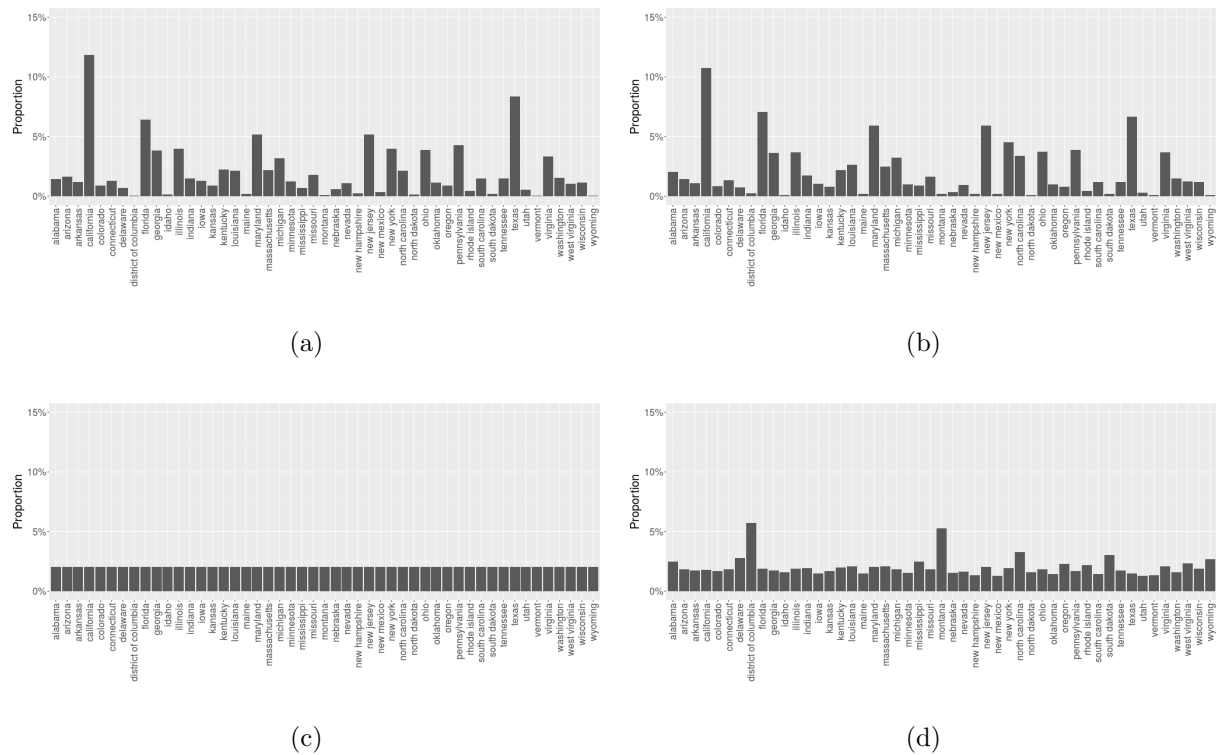 15%
10%
5%
0%
Proportion
alabama arizona arkansas california colorado connecticut delaware district of columbia florida georgia idaho illinois indiana iowa kansas kentucky louisiana maine maryland massachusetts michigan minnesota mississippi missouri montana nebraska nevada new hampshire new jersey new mexico new york north carolina north dakota ohio oklahoma oregon pennsylvania rhode island south carolina south dakota tennessee texas utah vermont virginia washington west virginia wisconsin wyoming
(a)
15%
10%
5%
0%
Proportion
alabama arizona arkansas california colorado connecticut delaware district of columbia florida georgia idaho illinois indiana iowa kansas kentucky louisiana maine maryland massachusetts michigan minnesota mississippi missouri montana nebraska nevada new hampshire new jersey new mexico new york north carolina north dakota ohio oklahoma oregon pennsylvania rhode island south carolina south dakota tennessee texas utah vermont virginia washington west virginia wisconsin wyoming
(b)
15%
10%
5%
0%
Proportion
alabama arizona arkansas california colorado connecticut delaware district of columbia florida georgia idaho illinois indiana iowa kansas kentucky louisiana maine maryland massachusetts michigan minnesota mississippi missouri montana nebraska nevada new hampshire new jersey new mexico new york north carolina north dakota ohio oklahoma oregon pennsylvania rhode island south carolina south dakota tennessee texas utah vermont virginia washington west virginia wisconsin wyoming
(c)
15%
10%
5%
0%
Proportion
alabama arizona arkansas california colorado connecticut delaware district of columbia florida georgia idaho illinois indiana iowa kansas kentucky louisiana maine maryland massachusetts michigan minnesota mississippi missouri montana nebraska nevada new hampshire new jersey new mexico new york north carolina north dakota ohio oklahoma oregon pennsylvania rhode island south carolina south dakota tennessee texas utah vermont virginia washington west virginia wisconsin wyoming
(d)